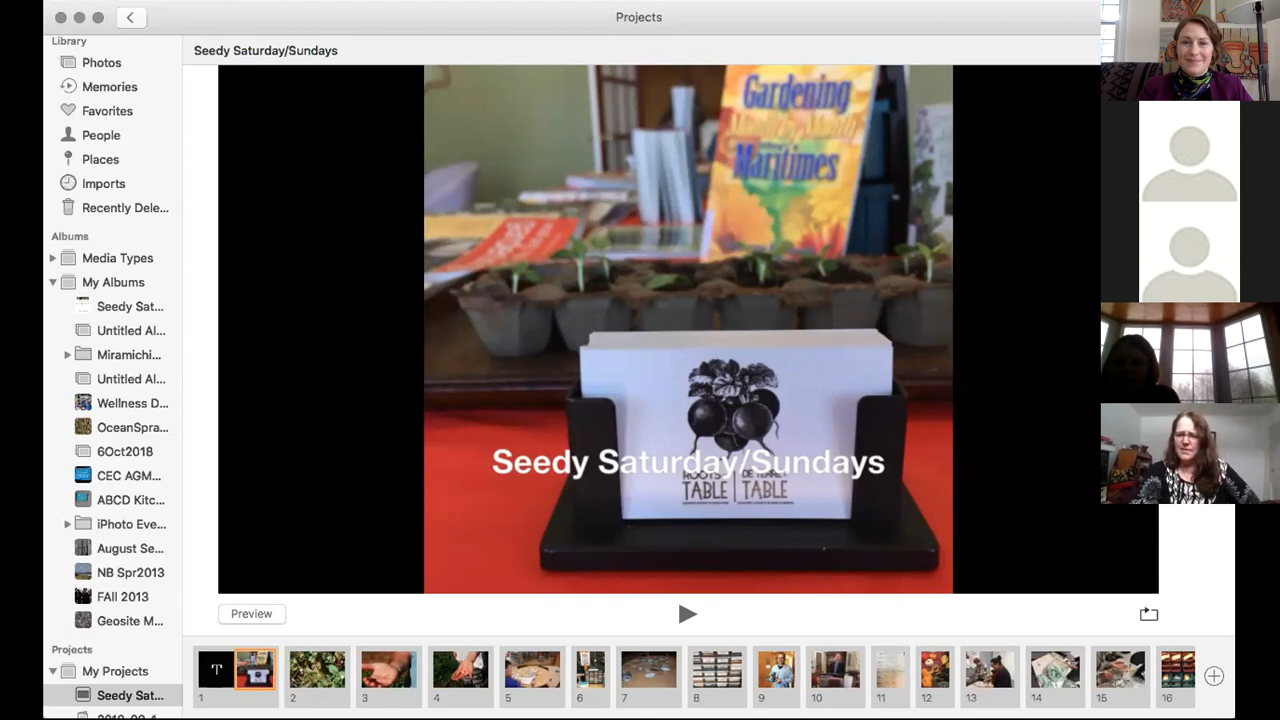 Projects
Library
Photos
Memories
Favorites
People
Places
Imports
Recently Dele...
Albums
Media Types
My Albums
Seedy Sat...
Untitled Al...
Miramichi...
Untitled Al...
Wellness D...
OceanSpra...
6Oct2018
CEC AGM...
ABCD Kitc...
iPhoto Eve...
August Se...
NB Spr2013
FAll 2013
Geosite M...
Projects
My Projects
Seedy Sat...
Seedy Saturday/Sundays
Gardening
Maritimes
Seedy Saturday/Sundays
ROOTS
TABLE
DE TERRE
TABLE
Preview
T
1
2
3
4
5
6
7
8
9
10
11
12
13
14
15
16